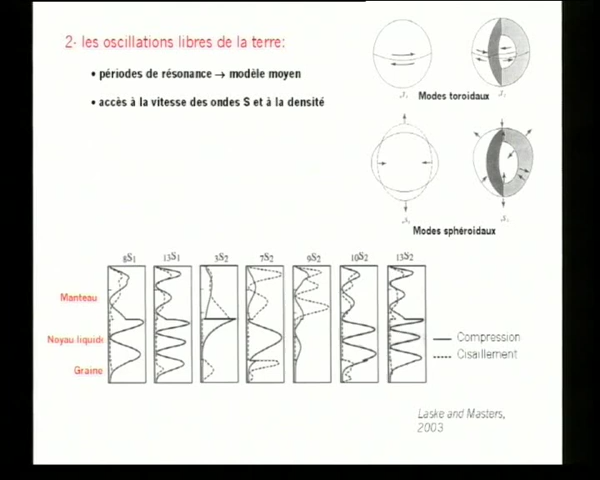 2- les oscillations libres de la terre:
• périodes de résonance → modèle moyen
• accès à la vitesse des ondes S et à la densité
Modes toroïdaux
Modes sphéroidaux
8S1 13S1 3S2 7S2 9S2 10S2 13S2
Manteau
Noyau liquide
Graine
Compression
Cisaillement
Laske and Masters,
2003